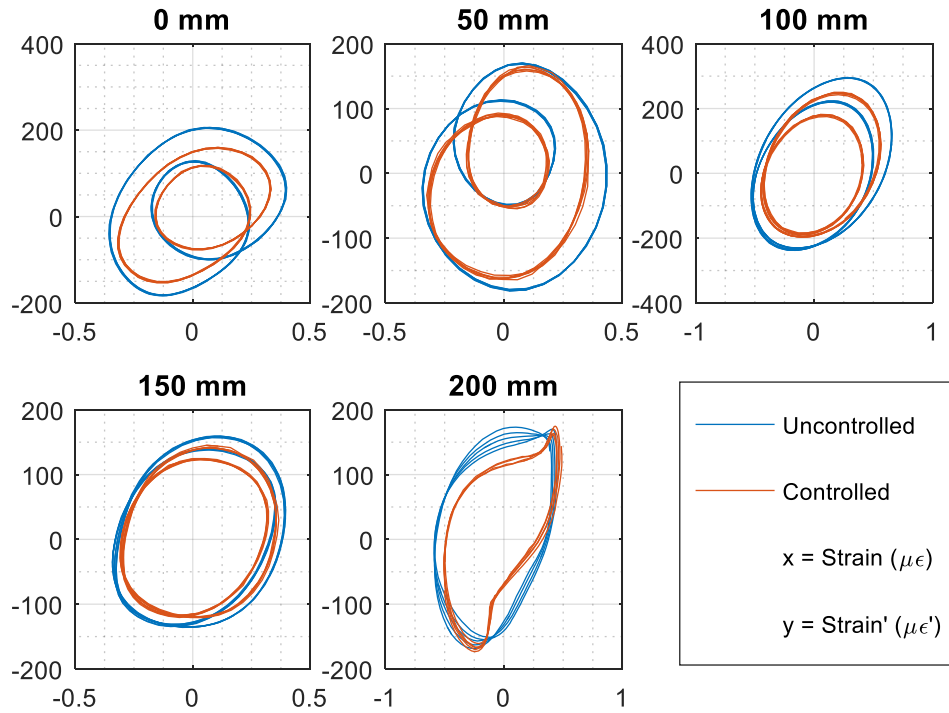 0 mm 50 mm 100 mm
400 200 400
200 100 200
0 0 0
-100
-200 -200 -400
-0.5 0 0.5 -0.5 0 0.5 -1 0 1
150 mm 200 mm
200 200
100 100
0 0
-100 -100
-200 -200
-0.5 0 0.5 -1 0 1
Uncontrolled
Controlled
x = Strain (με)
y = Strain' (με')